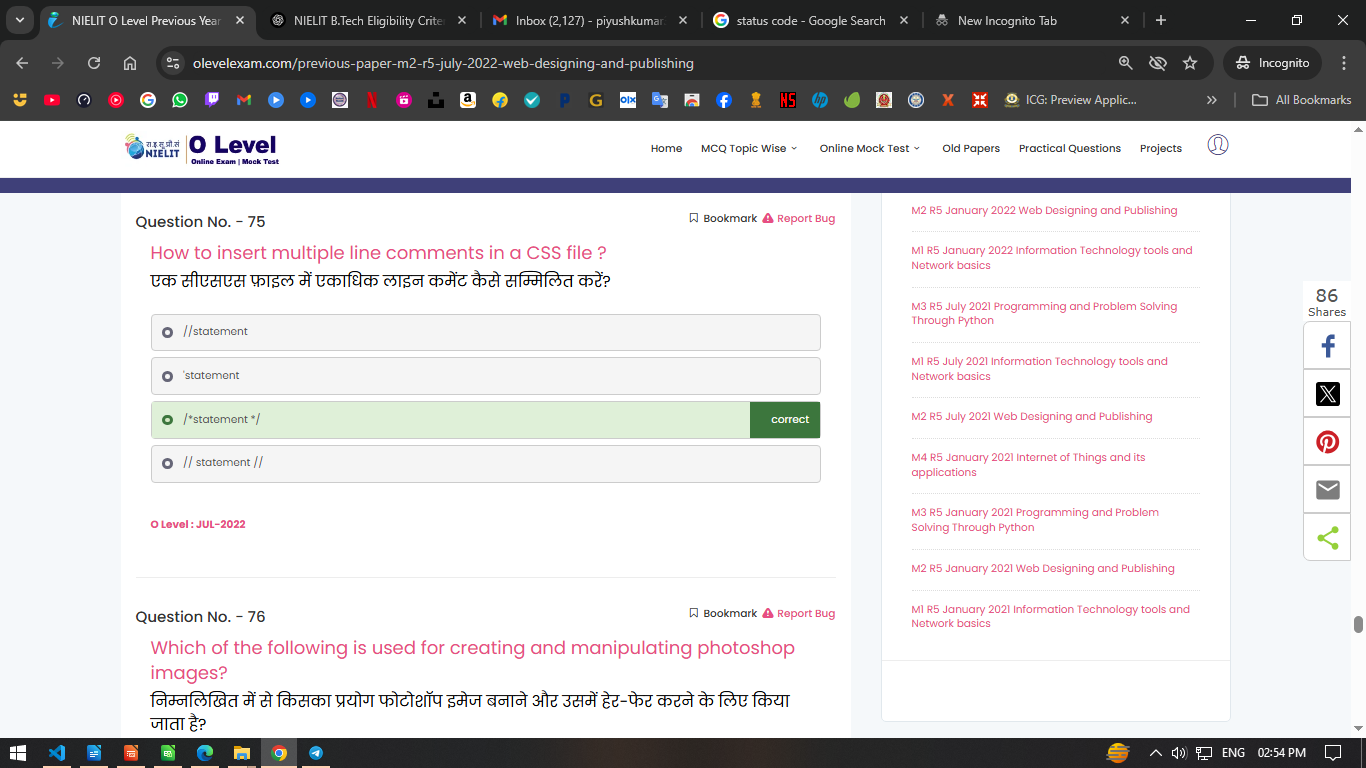 NIELIT O Level Previous Year
NIELIT B.Tech Eligibility Criter
Inbox (2,127) - piyushkumar
status code - Google Search
New Incognito Tab
olevelexam.com/previous-paper-m2-r5-july-2022-web-designing-and-publishing
Incognito
ICG: Preview Applic...
All Bookmarks
रा.इ.सू.प्रौ.सं
NIELIT
O Level
Online Exam | Mock Test
Home
MCQ Topic Wise
Online Mock Test
Old Papers
Practical Questions
Projects
Question No. - 75
Bookmark
Report Bug
How to insert multiple line comments in a CSS file ?
एक सीएसएस फ़ाइल में एकाधिक लाइन कमेंट कैसे सम्मिलित करें?
//statement
'statement
/*statement */
correct
// statement //
O Level : JUL-2022
Question No. - 76
Bookmark
Report Bug
Which of the following is used for creating and manipulating photoshop
images?
निम्नलिखित में से किसका प्रयोग फोटोशॉप इमेज बनाने और उसमें हेर-फेर करने के लिए किया
जाता है?
M2 R5 January 2022 Web Designing and Publishing
M1 R5 January 2022 Information Technology tools and
Network basics
M3 R5 July 2021 Programming and Problem Solving
Through Python
M1 R5 July 2021 Information Technology tools and
Network basics
M2 R5 July 2021 Web Designing and Publishing
M4 R5 January 2021 Internet of Things and its
applications
M3 R5 January 2021 Programming and Problem
Solving Through Python
M2 R5 January 2021 Web Designing and Publishing
M1 R5 January 2021 Information Technology tools and
Network basics
86
Shares
ENG
02:54 PM